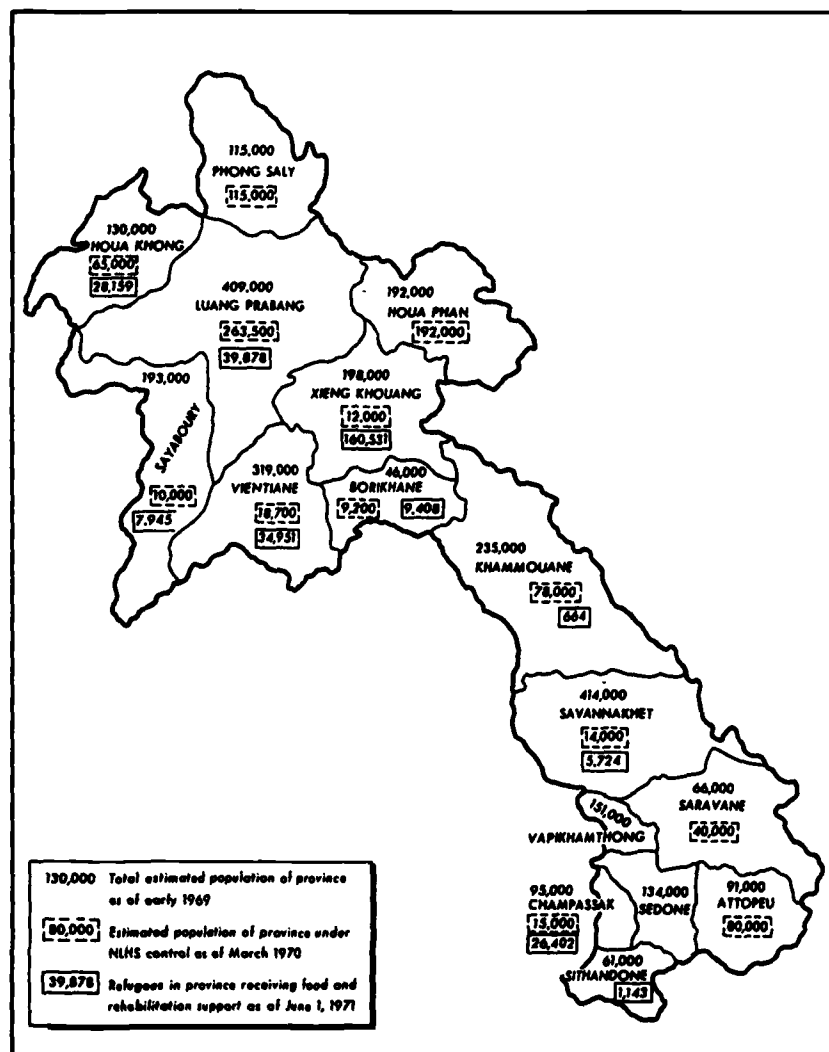 115,000
PHONG SALY
115,000
130,000
HOUA KHONG
65,000
28,159
409,000
LUANG PRABANG
263,500
39,878
192,000
HOUA PHAN
192,000
193,000
SAYABOURY
10,000
7,945
198,000
XIENG KHOUANG
12,000
160,531
319,000
VIENTIANE
18,700
34,951
46,000
BORIKHANE
9,200 9,408
235,000
KHAMMOUANE
78,000
664
414,000
SAVANNAKHET
14,000
5,724
66,000
SARAVANE
40,000
151,000
VAPIKHAMTHONG
95,000
CHAMPASSAK
15,000
26,402
134,000
SEDONE
91,000
ATTOPEU
80,000
61,000
SITHANDONE
1,143
130,000 Total estimated population of province
as of early 1969
80,000 Estimated population of province under
NLHS control as of March 1970
39,878 Refugees in province receiving food and
rehabilitation support as of June 1, 1971